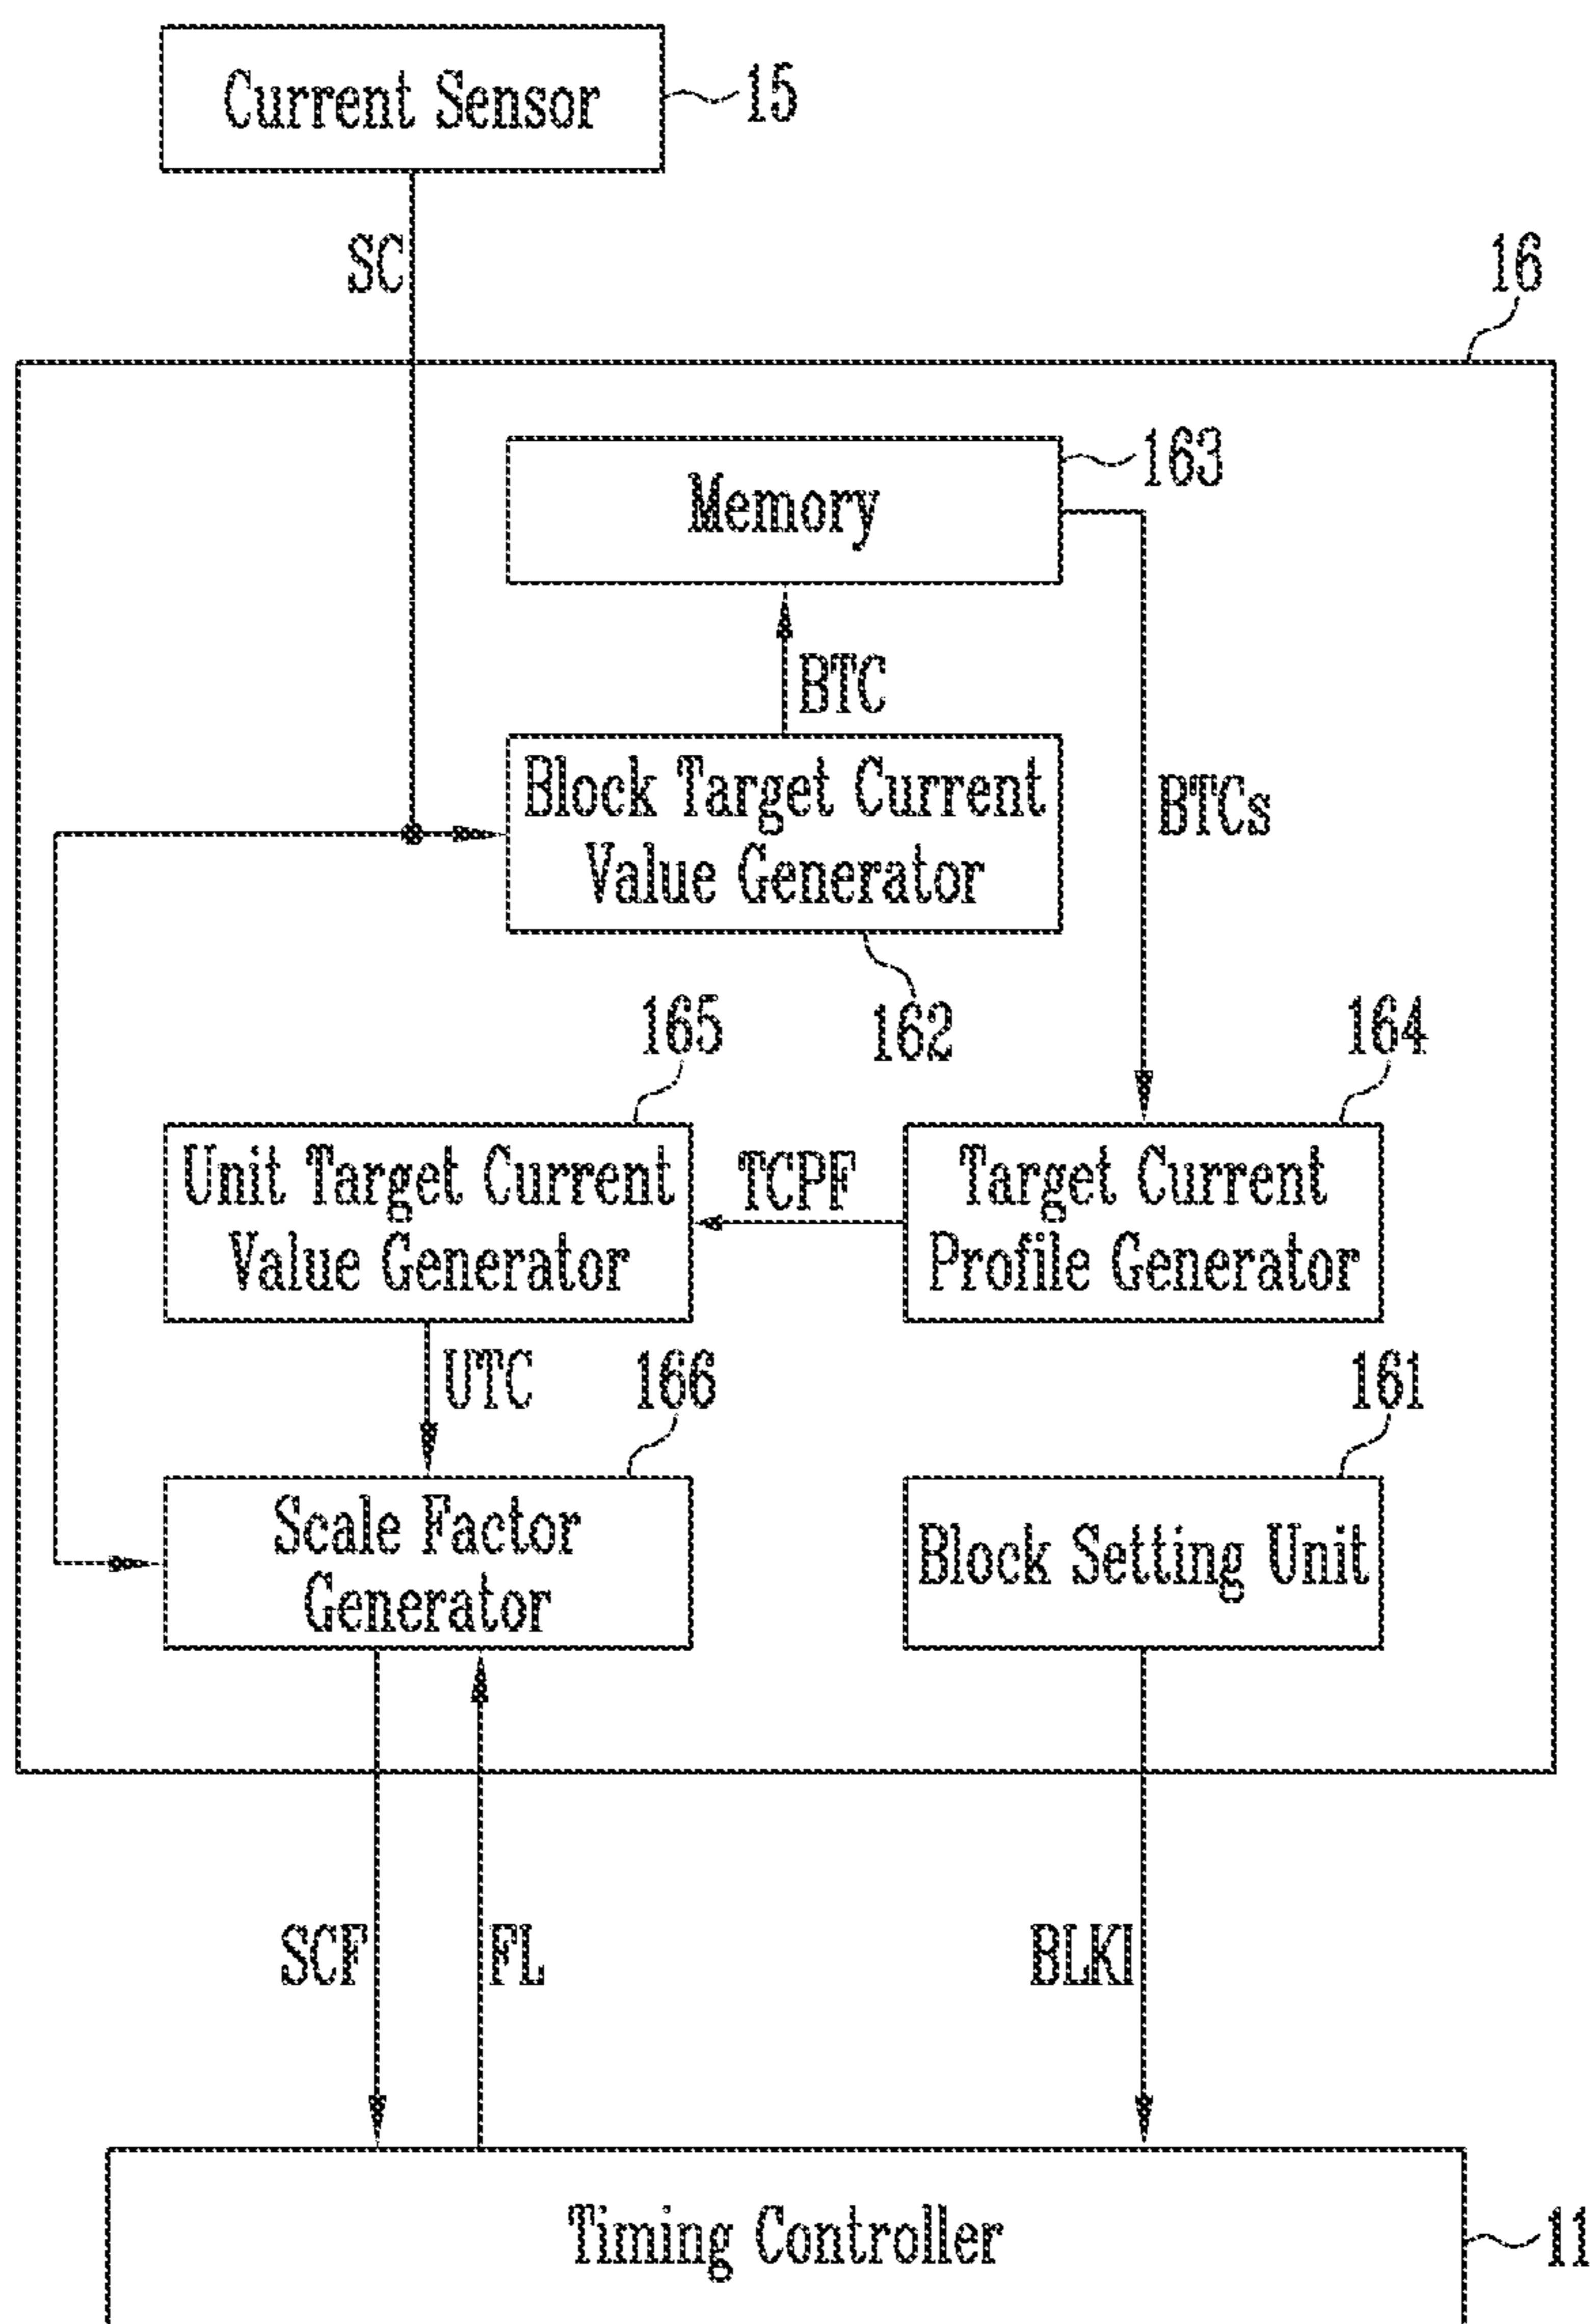 Current Sensor
15
SC
16
Memory
163
BTC
Block Target Current
Value Generator
BTCs
162
165
164
Unit Target Current
Value Generator
TCPF
Target Current
Profile Generator
UTC
166
161
Scale Factor
Generator
Block Setting Unit
SCF
FL
BLKI
Timing Controller
11